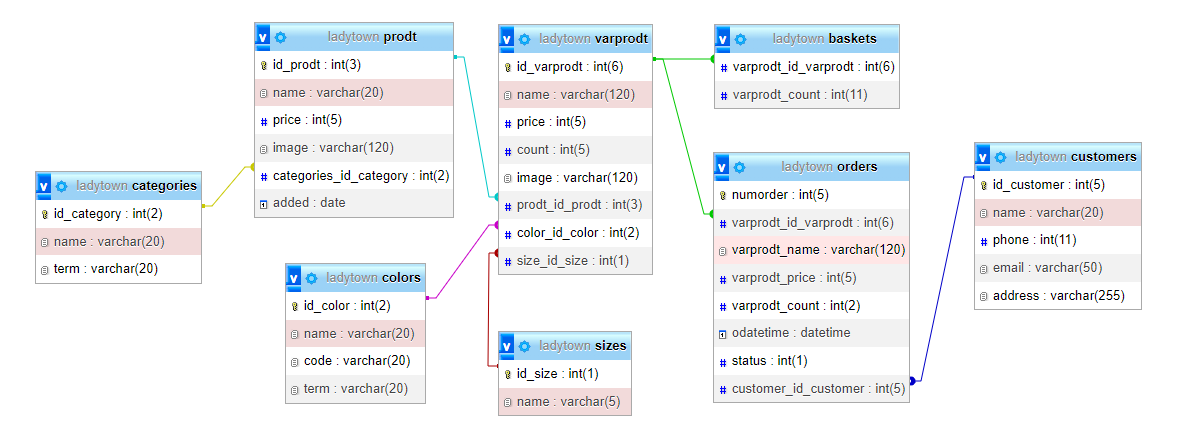 ladytown prodt
id_prodt : int(3)
name : varchar(20)
price : int(5)
image : varchar(120)
categories_id_category : int(2)
added : date
ladytown varprodt
id_varprodt : int(6)
name : varchar(120)
price : int(5)
count : int(5)
image : varchar(120)
prodt_id_prodt : int(3)
color_id_color : int(2)
size_id_size : int(1)
ladytown baskets
varprodt_id_varprodt : int(6)
varprodt_count : int(11)
ladytown orders
numorder : int(5)
varprodt_id_varprodt : int(6)
varprodt_name : varchar(120)
varprodt_price : int(5)
varprodt_count : int(2)
odatetime : datetime
status : int(1)
customer_id_customer : int(5)
ladytown customers
id_customer : int(5)
name : varchar(20)
phone : int(11)
email : varchar(50)
address : varchar(255)
ladytown categories
id_category : int(2)
name : varchar(20)
term : varchar(20)
ladytown colors
id_color : int(2)
name : varchar(20)
code : varchar(20)
term : varchar(20)
ladytown sizes
id_size : int(1)
name : varchar(5)